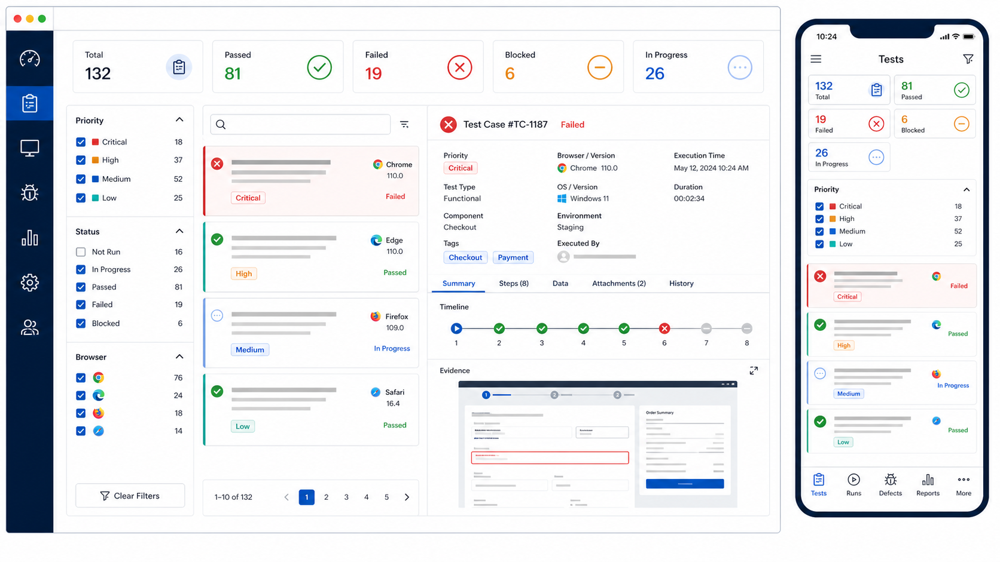 Total
132
Passed
81
Failed
19
Blocked
6
In Progress
26
Priority
Critical 18
High 37
Medium 52
Low 25
Status
Not Run 16
In Progress 26
Passed 81
Failed 19
Blocked 6
Browser
76
24
18
14
Clear Filters
Chrome
110.0
Critical
Failed
Edge
110.0
High
Passed
Firefox
109.0
Medium
In Progress
Safari
16.4
Low
Passed
1–10 of 132
1 2 3 4 5
Test Case #TC-1187 Failed
Priority
Critical
Browser / Version
Chrome 110.0
Execution Time
May 12, 2024 10:24 AM
Test Type
Functional
OS / Version
Windows 11
Duration
00:02:34
Component
Checkout
Environment
Staging
Tags
Checkout Payment
Executed By
Summary Steps (8) Data Attachments (2) History
Timeline
1 2 3 4 5 6 7 8
Evidence
1 2 2
Order Summary
10:24
Tests
132
Total
81
Passed
19
Failed
6
Blocked
26
In Progress
Priority
Critical 18
High 37
Medium 52
Low 25
Failed
Critical
Passed
High
In Progress
Medium
Passed
Low
Tests Runs Defects Reports More